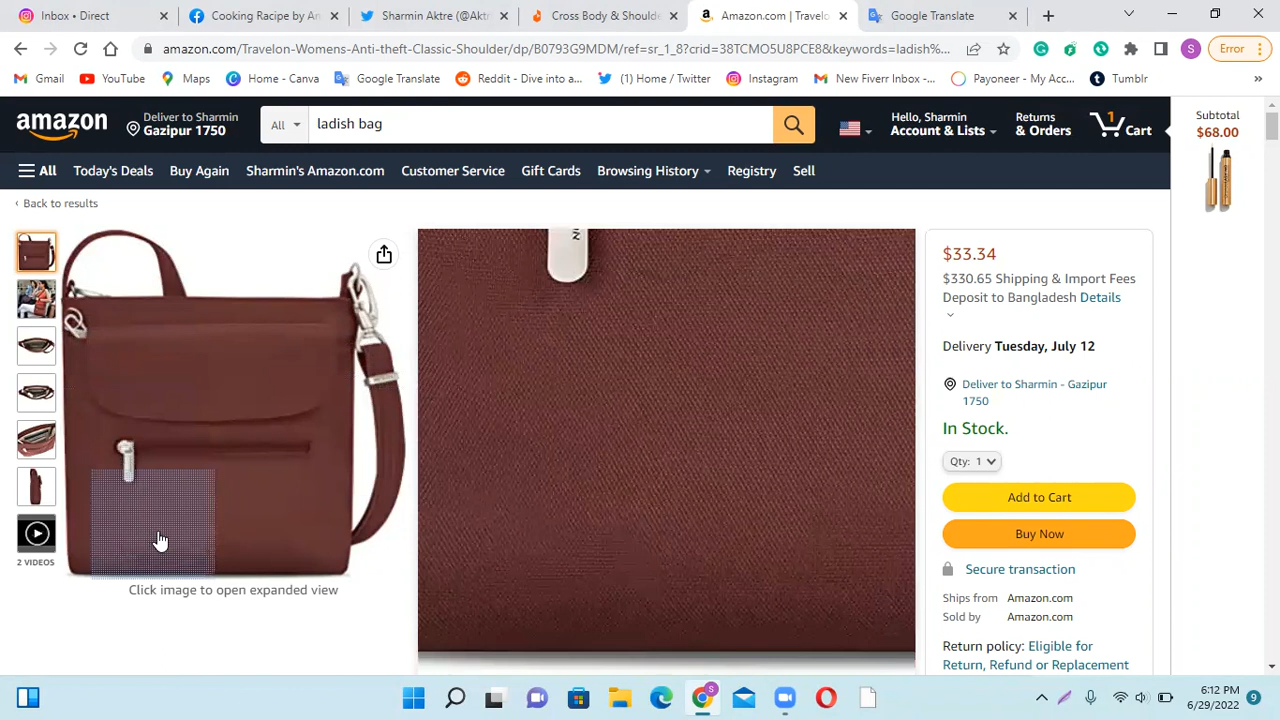 Inbox • Direct
Cooking Racipe by An
Sharmin Aktre (@Akt
Cross Body & Shoulde
Amazon.com | Travelo
Google Translate
amazon.com/Travelon-Womens-Anti-theft-Classic-Shoulder/dp/B0793G9MDM/ref=sr_1_8?crid=38TCMO5U8PCE8&keywords=ladish%...
S
Error
Gmail
YouTube
Maps
Home - Canva
Google Translate
Reddit - Dive into a...
(1) Home / Twitter
Instagram
New Fiverr Inbox -...
Payoneer - My Acc...
Tumblr
»
amazon
Deliver to Sharmin
Gazipur 1750
All
ladish bag
Hello, Sharmin
Account & Lists
Returns
& Orders
1
Cart
Subtotal
$68.00
All
Today's Deals
Buy Again
Sharmin's Amazon.com
Customer Service
Gift Cards
Browsing History
Registry
Sell
‹ Back to results
2 VIDEOS
Click image to open expanded view
$33.34
$330.65 Shipping & Import Fees
Deposit to Bangladesh Details
Delivery Tuesday, July 12
Deliver to Sharmin - Gazipur
1750
In Stock.
Qty: 1
Add to Cart
Buy Now
Secure transaction
Ships from Amazon.com
Sold by Amazon.com
Return policy: Eligible for
Return, Refund or Replacement
S
6:12 PM
6/29/2022
9